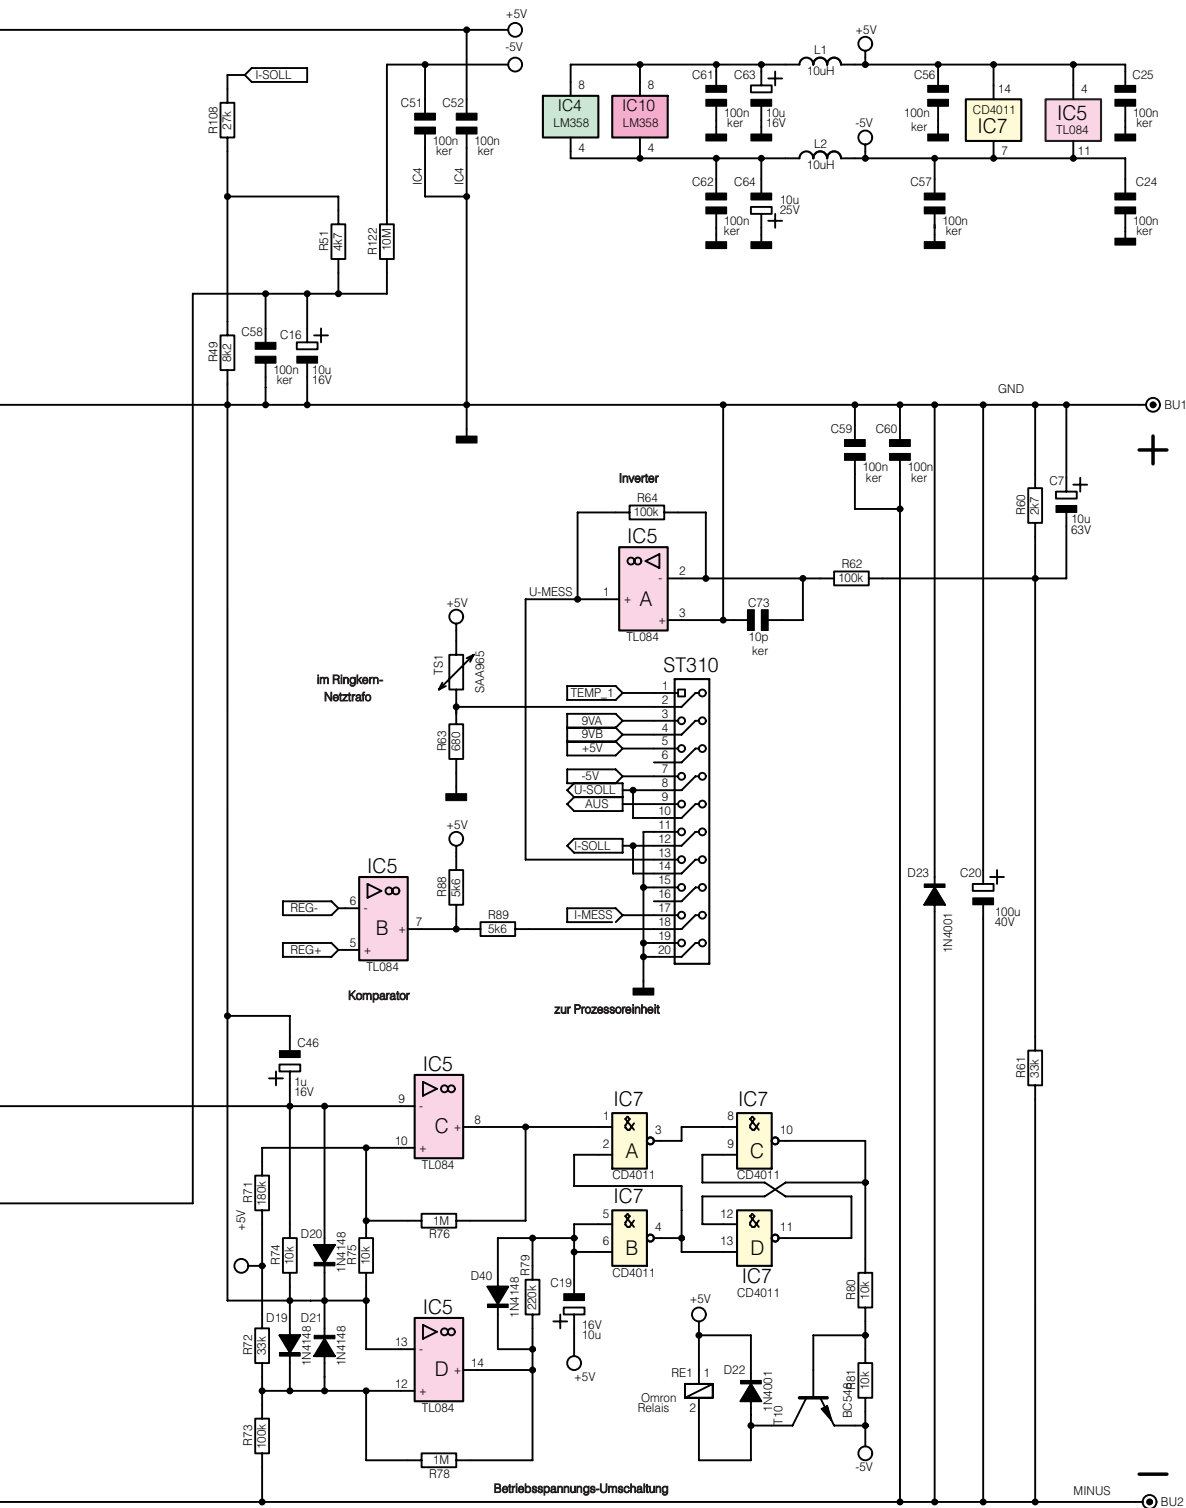 +5V
-5V
I-SOLL
R108
27k
C51
100n
ker
IC4
C52
100n
ker
IC4
R51
4k7
R122
10M
R49
8k2
C58
100n
ker
C16
+
10u
16V
8
IC4
LM358
4
8
IC10
LM358
4
C61
100n
ker
C63
+
10u
16V
L1
10uH
+5V
C56
100n
ker
14
CD4011
IC7
7
4
IC5
TL084
11
C25
100n
ker
-5V
L2
10uH
C62
100n
ker
C64
10u
25V
+
C57
100n
ker
C24
100n
ker
GND
BU1
+
C59
100n
ker
C60
100n
ker
R60
2k7
C7
+
10u
63V
Inverter
R64
100k
IC5
∞
2
-
U-MESS
1
+
A
3
+
TL084
R62
100k
C73
10p
ker
+5V
TS1
SAA965
im Ringkern-
Netztrafo
R63
680
ST310
TEMP_1
1
2
9VA
3
9VB
4
+5V
5
6
-5V
7
U-SOLL
8
AUS
9
10
11
I-SOLL
12
13
14
15
16
I-MESS
17
18
19
20
zur Prozessoreinheit
+5V
R88
5k6
R89
5k6
IC5
∞
REG-
6
-
B
+
7
REG+
5
+
TL084
Komparator
D23
1N4001
C20
+
100u
40V
R61
33k
C46
+
1u
16V
IC5
∞
9
-
C
+
8
10
+
TL084
R71
180k
+5V
R74
10k
D20
1N4148
R75
10k
1M
R76
D19
1N4148
D21
1N4148
R72
33k
R73
100k
IC5
∞
13
-
D
+
14
12
+
TL084
1M
R78
D40
1N4148
R79
220k
C19
+
16V
10u
+5V
IC7
1
&
3
2
A
CD4011
IC7
5
&
4
6
B
CD4011
IC7
8
&
10
9
C
CD4011
12
&
11
13
D
IC7
CD4011
R80
10k
+5V
RE1
1
Omron
Relais
2
D22
1N4001
T10
BC548
R81
10k
-5V
Betriebsspannungs-Umschaltung
MINUS
BU2